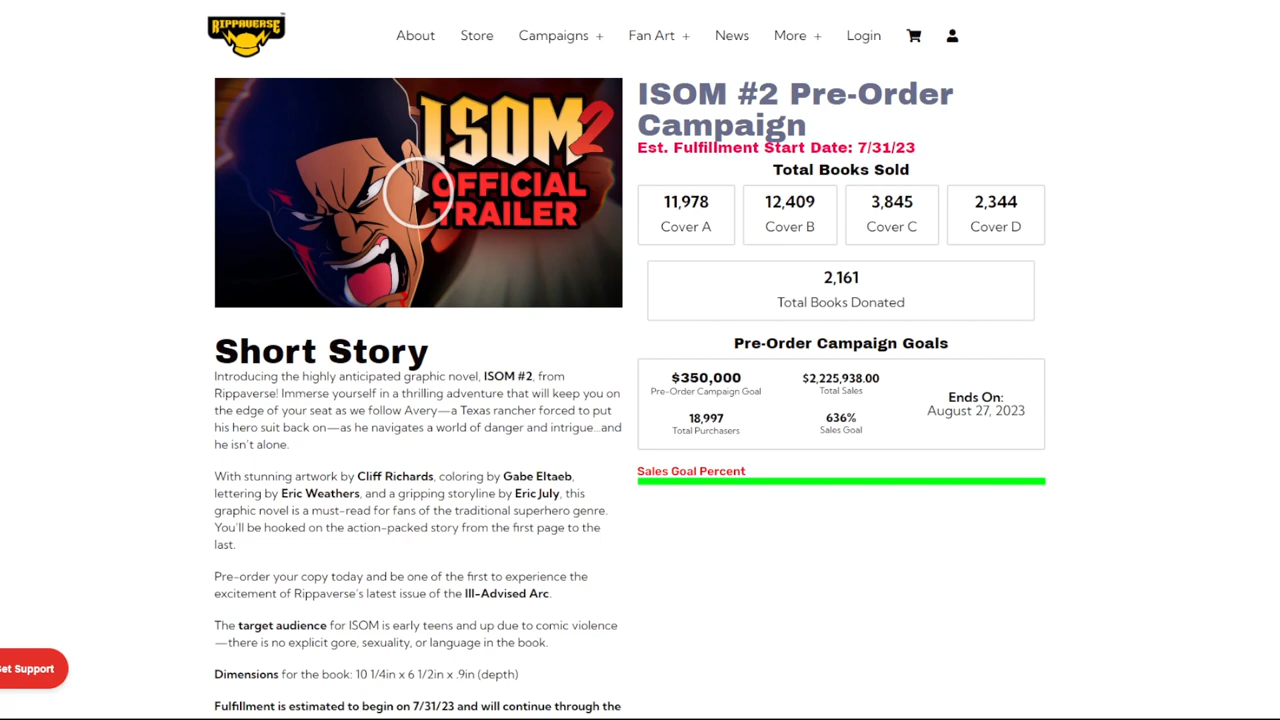 RIPPAVERSE
About
Store
Campaigns +
Fan Art +
News
More +
Login
ISOM 2
OFFICIAL
TRAILER
ISOM #2 Pre-Order
Campaign
Est. Fulfillment Start Date: 7/31/23
Total Books Sold
11,978
Cover A
12,409
Cover B
3,845
Cover C
2,344
Cover D
2,161
Total Books Donated
Pre-Order Campaign Goals
$350,000
Pre-Order Campaign Goal
$2,225,938.00
Total Sales
18,997
Total Purchasers
636%
Sales Goal
Ends On:
August 27, 2023
Sales Goal Percent
Short Story
Introducing the highly anticipated graphic novel, ISOM #2, from
Rippaverse! Immerse yourself in a thrilling adventure that will keep you on
the edge of your seat as we follow Avery—a Texas rancher forced to put
his hero suit back on—as he navigates a world of danger and intrigue...and
he isn't alone.
With stunning artwork by Cliff Richards, coloring by Gabe Eltaeb,
lettering by Eric Weathers, and a gripping storyline by Eric July, this
graphic novel is a must-read for fans of the traditional superhero genre.
You'll be hooked on the action-packed story from the first page to the
last.
Pre-order your copy today and be one of the first to experience the
excitement of Rippaverse's latest issue of the Ill-Advised Arc.
The target audience for ISOM is early teens and up due to comic violence
—there is no explicit gore, sexuality, or language in the book.
Dimensions for the book: 10 1/4in x 6 1/2in x .9in (depth)
Fulfillment is estimated to begin on 7/31/23 and will continue through the
et Support